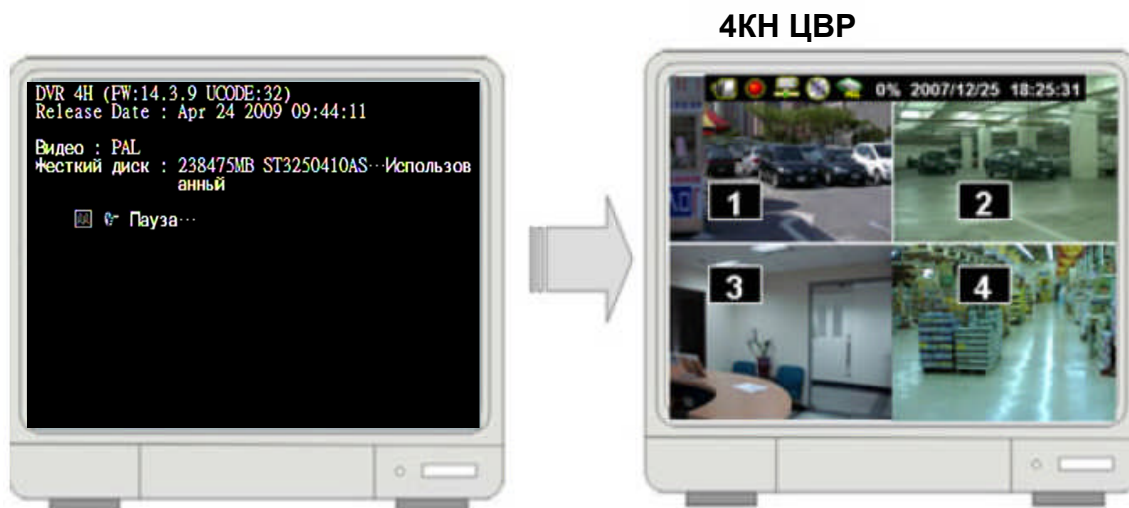 4КН ЦВР
DVR 4H (FW:14.3.9 UCODE:32)
Release Date : Apr 24 2009 09:44:11
Видео : PAL
Жесткий диск : 238475MB ST3250410AS…Использов
анный
Пауза…
0% 2007/12/25 18:25:31
1
2
3
4